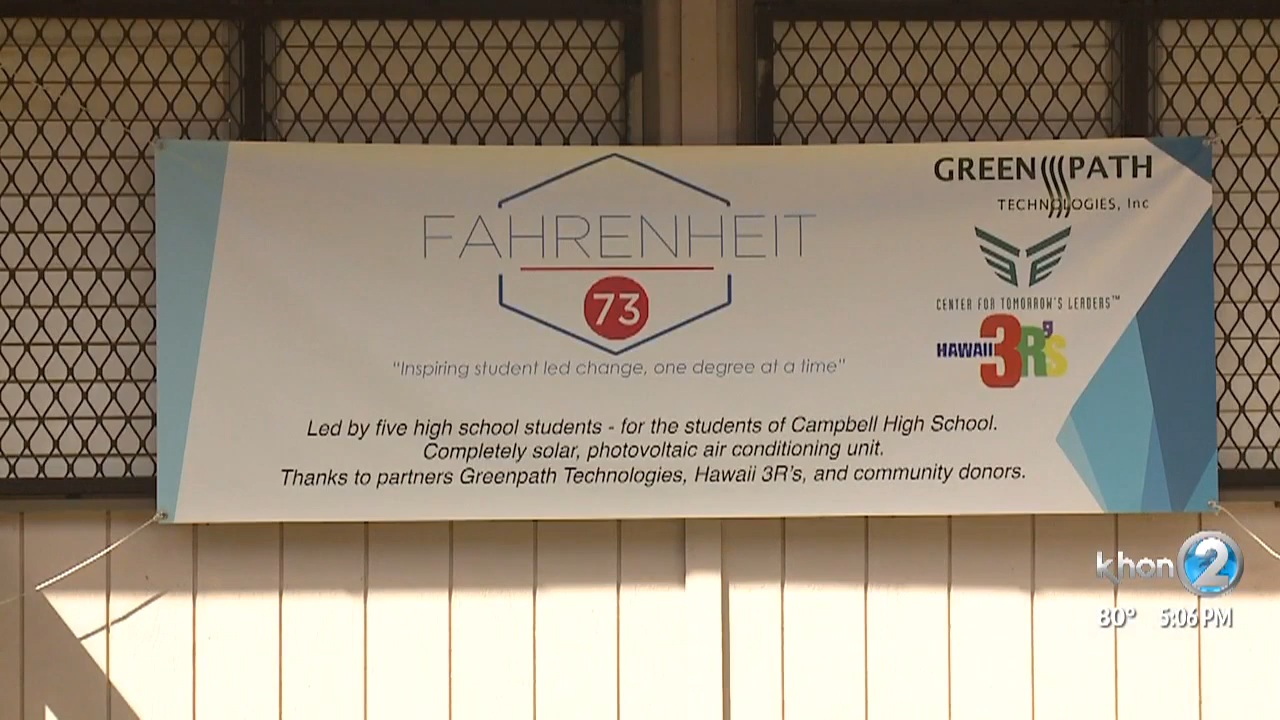 FAHRENHEIT
73
"Inspiring student led change, one degree at a time"
GREEN PATH
TECHNOLOGIES, Inc
CENTER FOR TOMORROW'S LEADERS™
HAWAII 3R's
Led by five high school students - for the students of Campbell High School.
Completely solar, photovoltaic air conditioning unit.
Thanks to partners Greenpath Technologies, Hawaii 3R's, and community donors.
khon 2
80° 5:06 PM